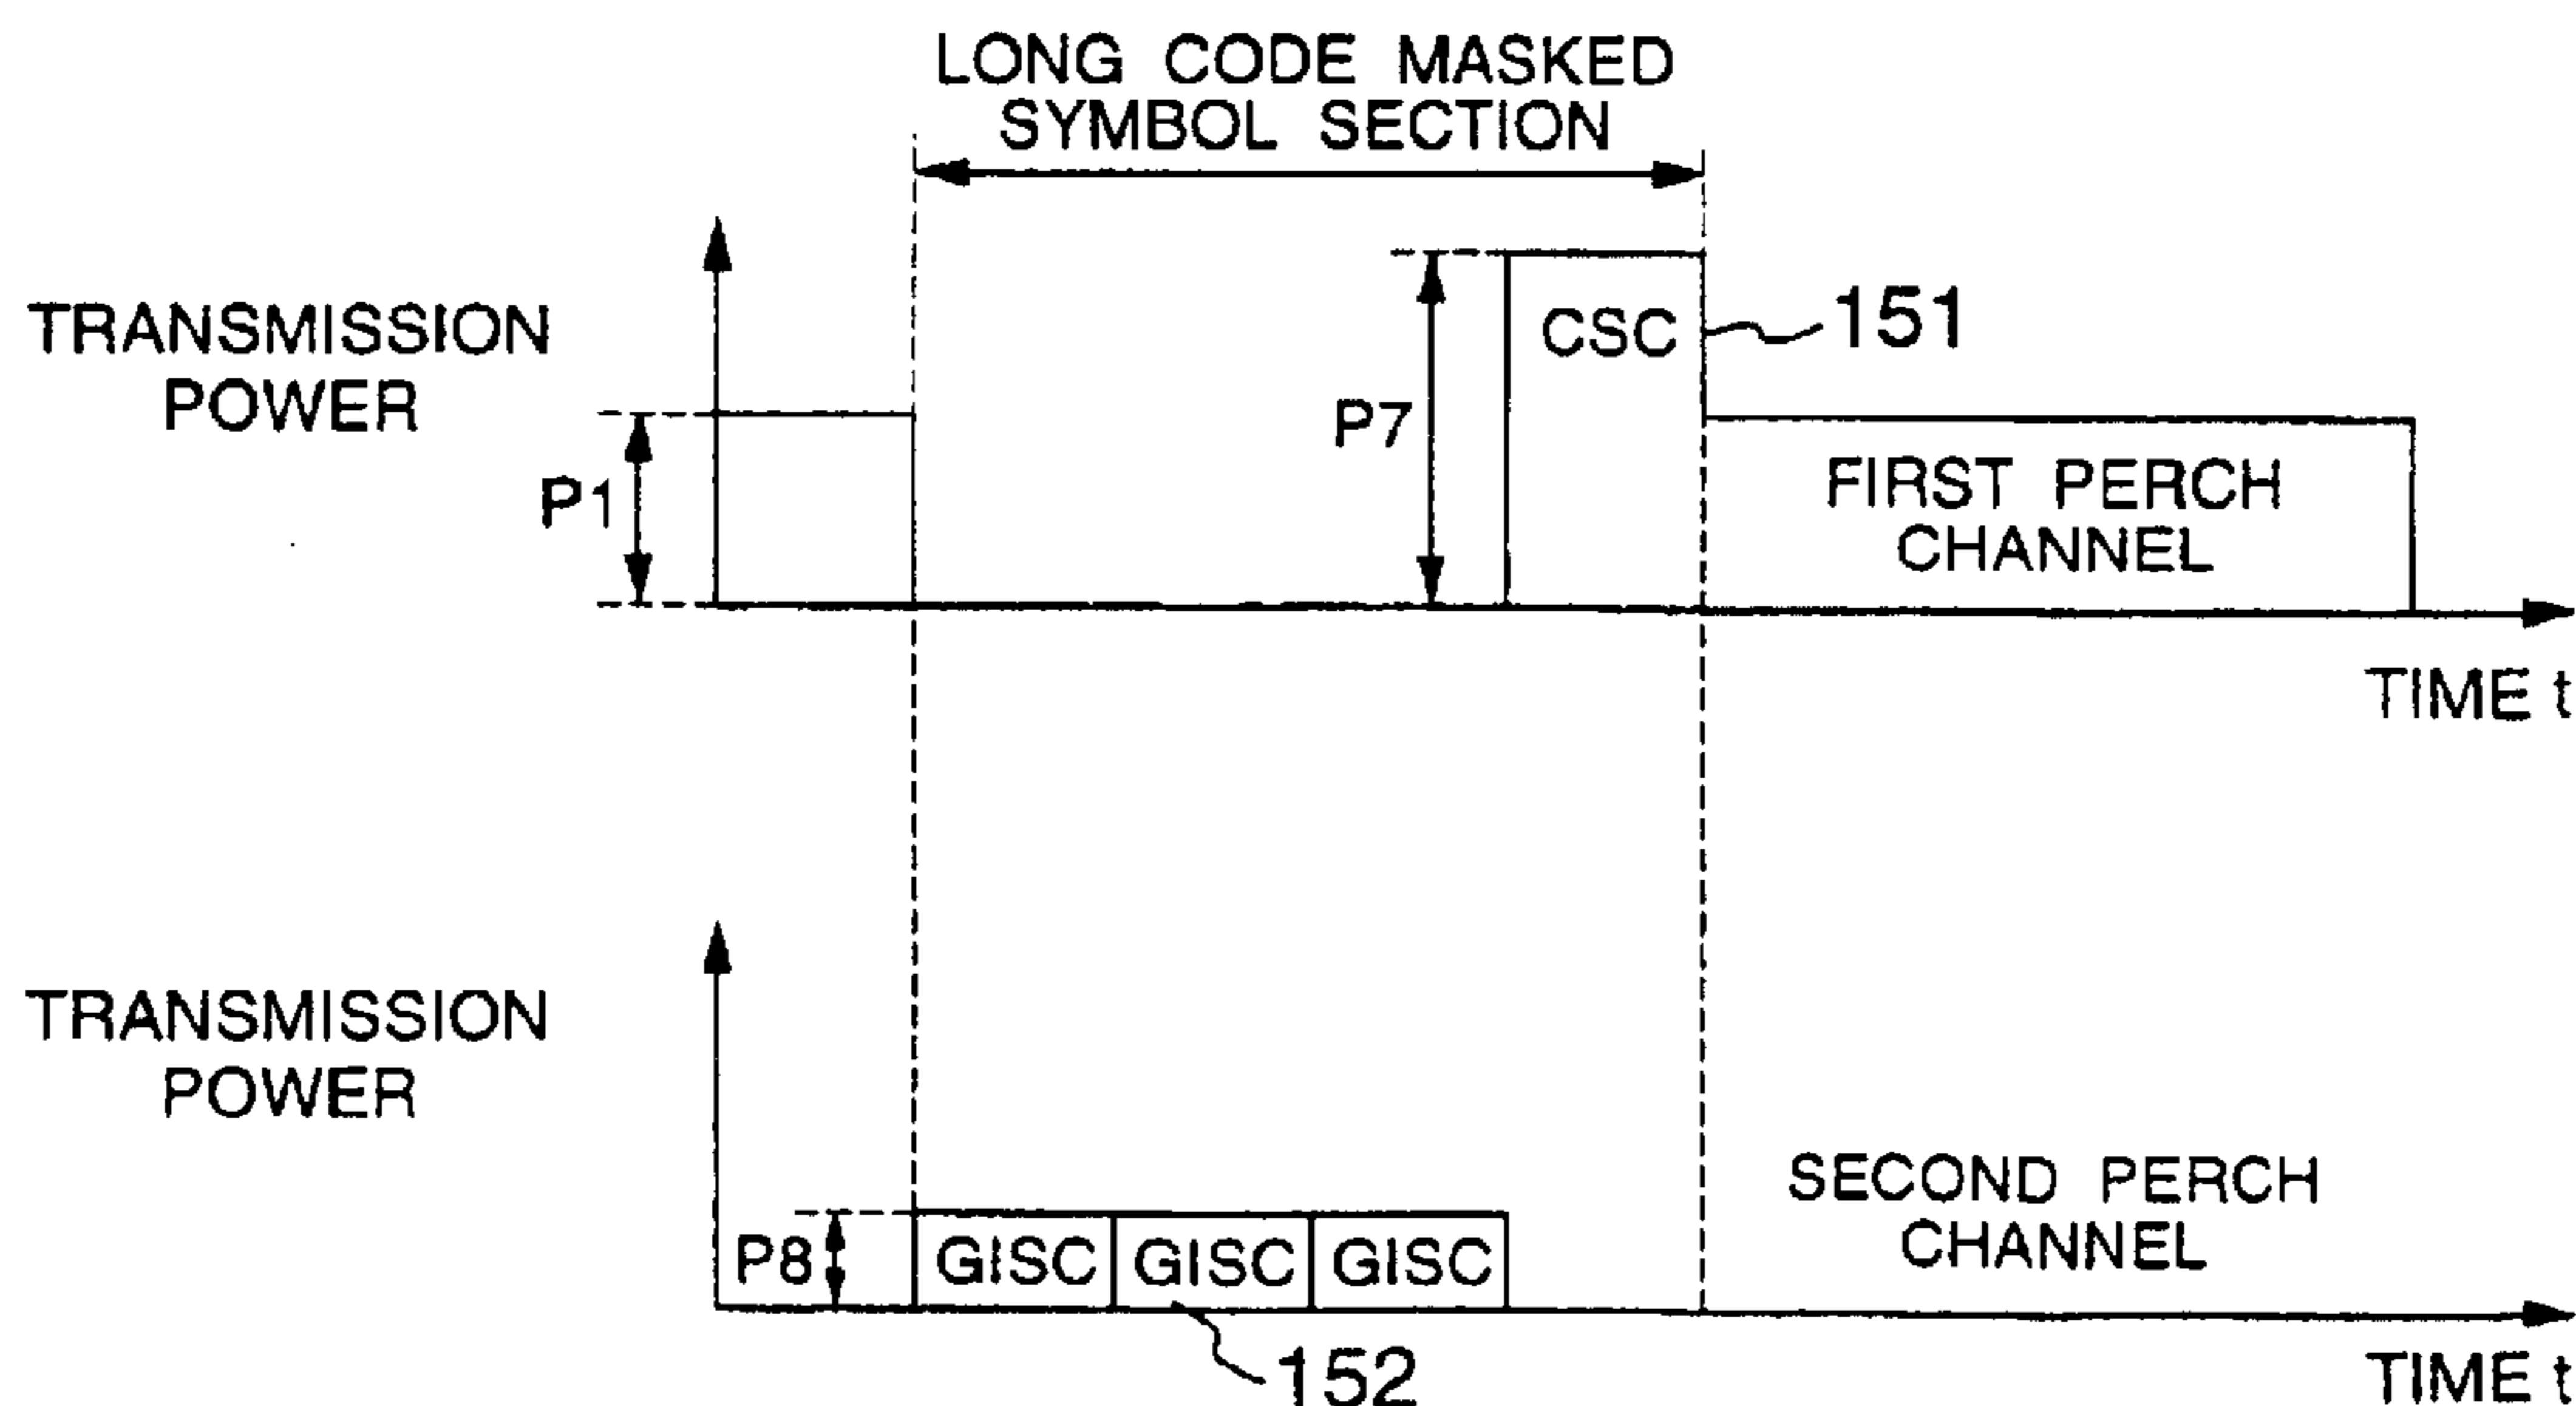 LONG CODE MASKED
SYMBOL SECTION
TRANSMISSION
POWER
P1
P7
CSC
151
FIRST PERCH
CHANNEL
TIME t
TRANSMISSION
POWER
P8
GISC
GISC
GISC
152
SECOND PERCH
CHANNEL
TIME t